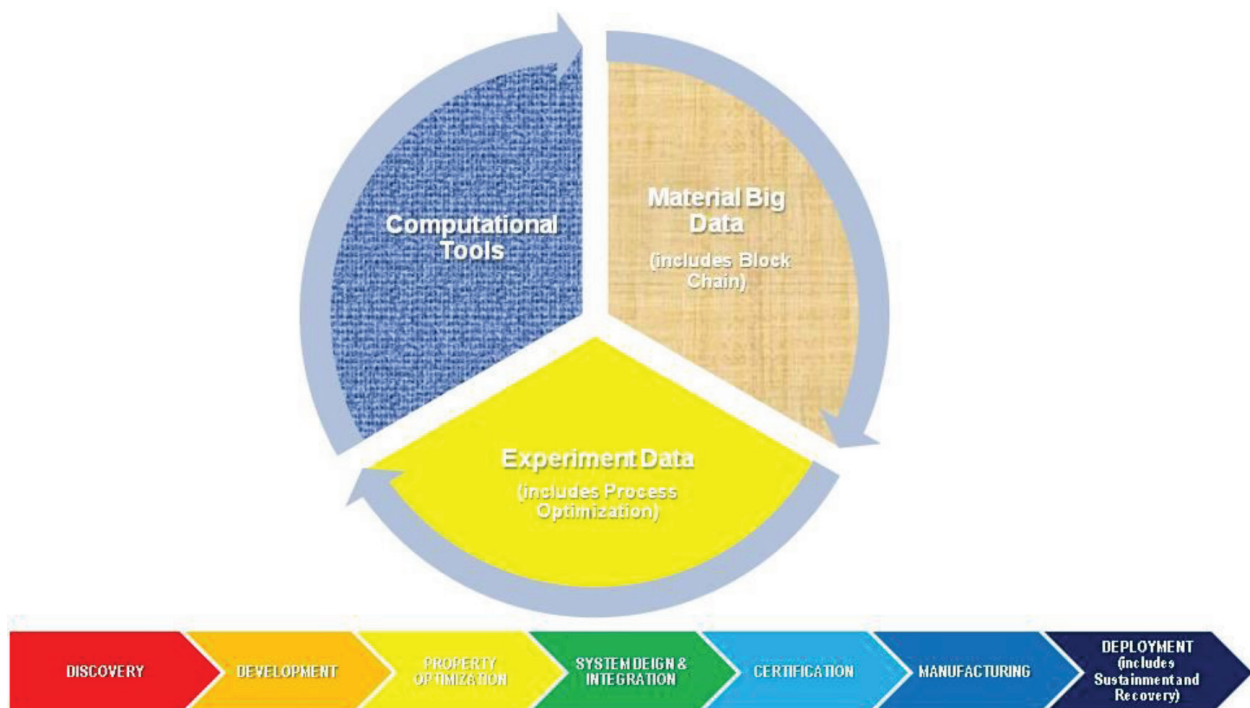 Computational
Tools
Material Big
Data
(includes Block
Chain)
Experiment Data
(includes Process
Optimization)
DISCOVERY
DEVELOPMENT
PROPERTY
OPTIMIZATION
SYSTEM DEIGN &
INTEGRATION
CERTIFICATION
MANUFACTURING
DEPLOYMENT
(includes
Sustainment and
Recovery)